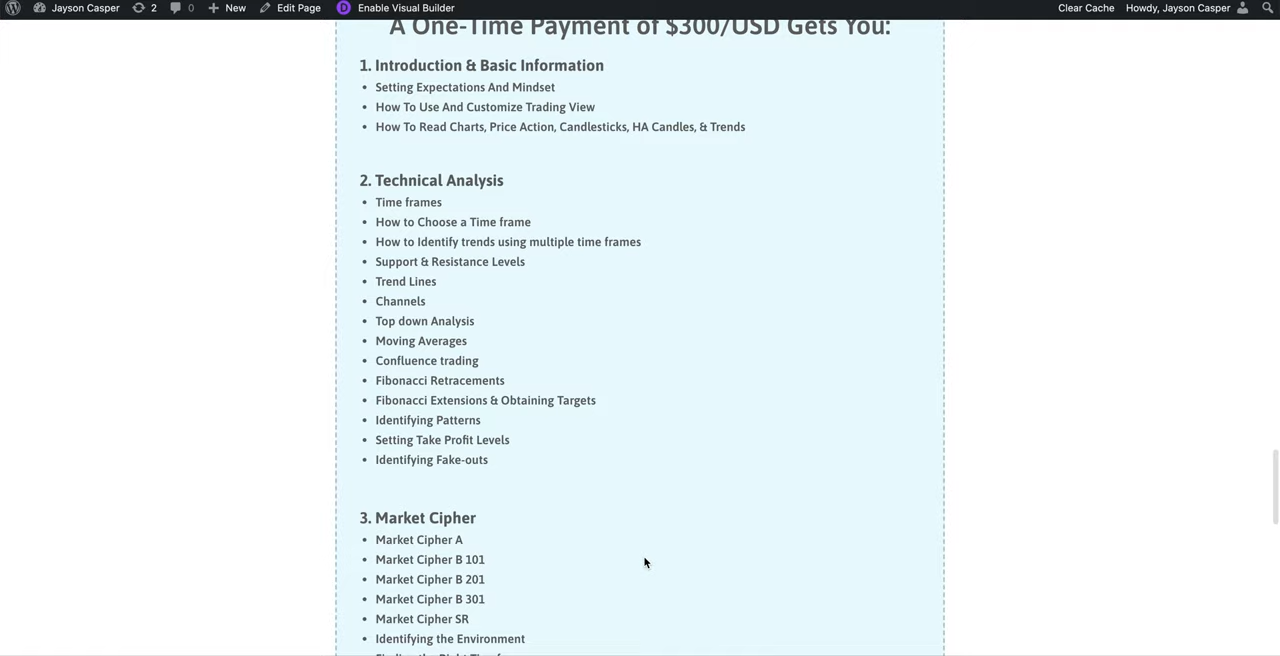 Jayson Casper 2 0 New Edit Page Enable Visual Builder Clear Cache Howdy, Jayson Casper
A One-Time Payment of $300/USD Gets You:
1. Introduction & Basic Information
• Setting Expectations And Mindset
• How To Use And Customize Trading View
• How To Read Charts, Price Action, Candlesticks, HA Candles, & Trends
2. Technical Analysis
• Time frames
• How to Choose a Time frame
• How to Identify trends using multiple time frames
• Support & Resistance Levels
• Trend Lines
• Channels
• Top down Analysis
• Moving Averages
• Confluence trading
• Fibonacci Retracements
• Fibonacci Extensions & Obtaining Targets
• Identifying Patterns
• Setting Take Profit Levels
• Identifying Fake-outs
3. Market Cipher
• Market Cipher A
• Market Cipher B 101
• Market Cipher B 201
• Market Cipher B 301
• Market Cipher SR
• Identifying the Environment